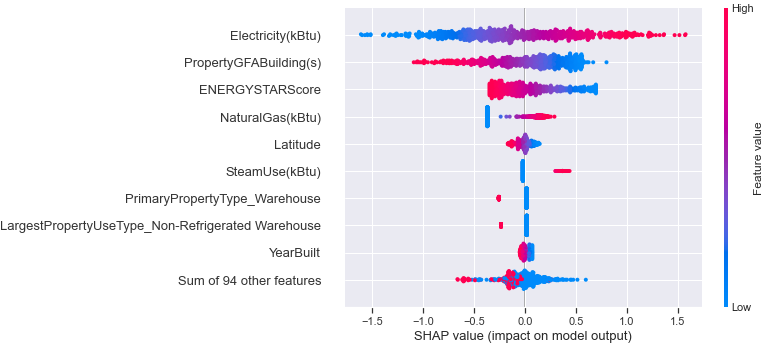 High
Electricity(kBtu)
PropertyGFABuilding(s)
ENERGYSTARScore
NaturalGas(kBtu)
Latitude
SteamUse(kBtu)
PrimaryPropertyType_Warehouse
LargestPropertyUseType_Non-Refrigerated Warehouse
YearBuilt
Sum of 94 other features
Feature value
Low
−1.5 −1.0 −0.5 0.0 0.5 1.0 1.5
SHAP value (impact on model output)